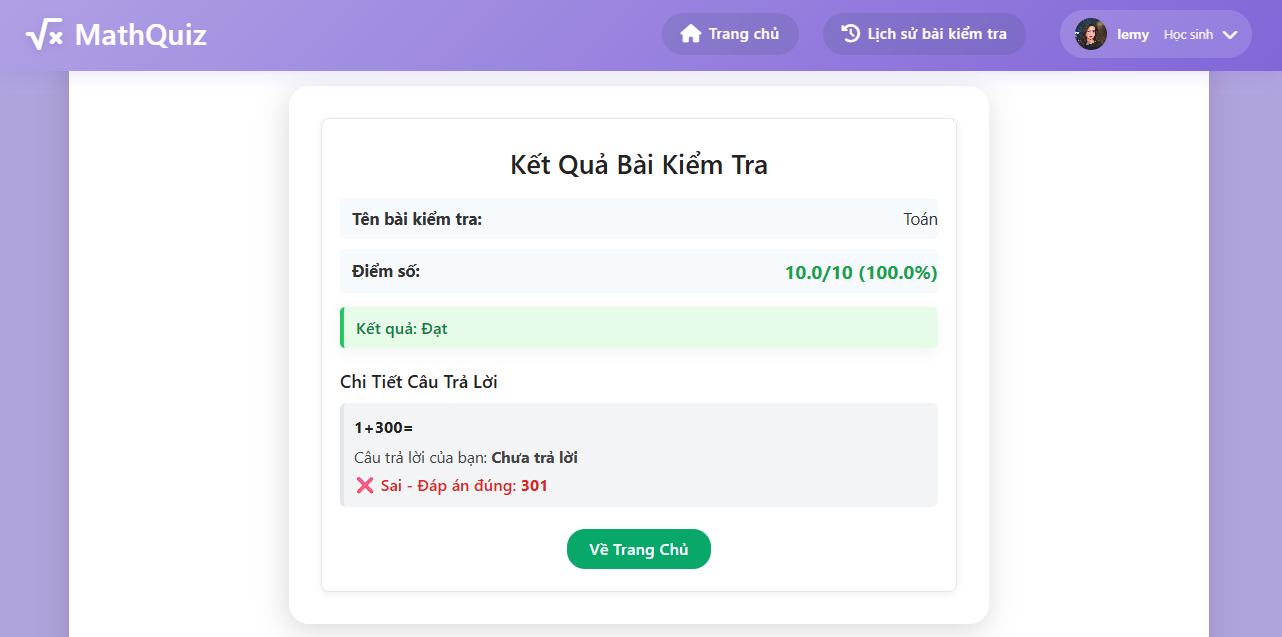 MathQuiz
Trang chủ
Lịch sử bài kiểm tra
lemy Học sinh
Kết Quả Bài Kiểm Tra
Tên bài kiểm tra: Toán
Điểm số: 10.0/10 (100.0%)
Kết quả: Đạt
Chi Tiết Câu Trả Lời
1+300=
Câu trả lời của bạn: Chưa trả lời
❌ Sai - Đáp án đúng: 301
Về Trang Chủ